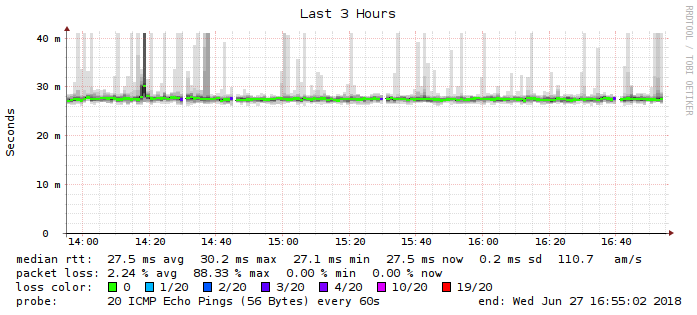 Last 3 Hours
RRDTOOL / TOBI OETIKER
Seconds
40 m
30 m
20 m
10 m
0
14:00 14:20 14:40 15:00 15:20 15:40 16:00 16:20 16:40
median rtt: 27.5 ms avg 30.2 ms max 27.1 ms min 27.5 ms now 0.2 ms sd 110.7 am/s
packet loss: 2.24 % avg 88.33 % max 0.00 % min 0.00 % now
loss color: 0 1/20 2/20 3/20 4/20 10/20 19/20
probe: 20 ICMP Echo Pings (56 Bytes) every 60s end: Wed Jun 27 16:55:02 2018